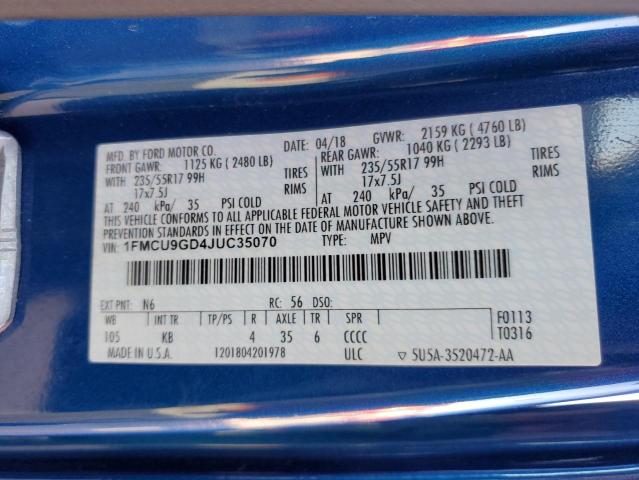 MFD. BY FORD MOTOR CO. DATE: 04/18 GVWR: 2159 KG ( 4760 LB)
FRONT GAWR: 1125 KG ( 2480 LB) REAR GAWR: 1040 KG ( 2293 LB)
WITH 235/55R17 99H TIRES WITH 235/55R17 99H TIRES
17x7.5J RIMS 17x7.5J RIMS
AT 240 kPa/ 35 PSI COLD AT 240 kPa/ 35 PSI COLD
THIS VEHICLE CONFORMS TO ALL APPLICABLE FEDERAL MOTOR VEHICLE SAFETY AND THEFT
PREVENTION STANDARDS IN EFFECT ON THE DATE OF MANUFACTURE SHOWN ABOVE.
VIN: 1FMCU9GD4JUC35070 TYPE: MPV
EXT PNT: N6 RC: 56 DSO:
WB INT TR TP/PS R AXLE TR SPR F0113
105 KB 4 35 6 CCCC T0316
MADE IN U.S.A. 1201804201978 ULC ▽ 5U5A-3520472-AA